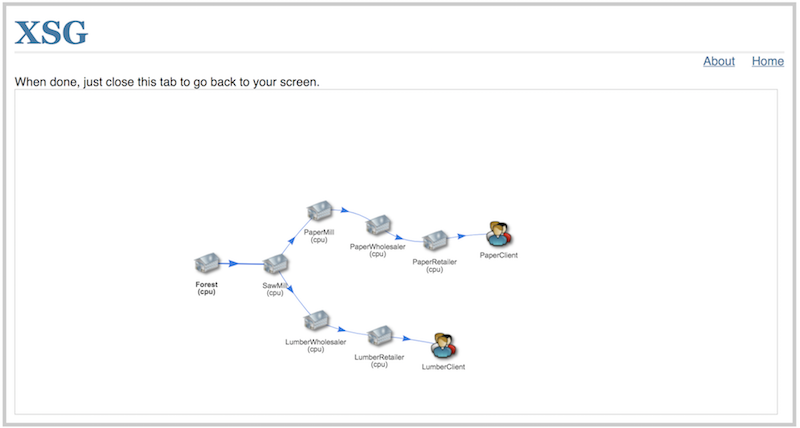 XSG
About Home
When done, just close this tab to go back to your screen.
PaperMill
(cpu)
PaperWholesaler
(cpu)
PaperRetailer
(cpu)
PaperClient
Forest
(cpu)
SawMill
(cpu)
LumberWholesaler
(cpu)
LumberRetailer
(cpu)
LumberClient